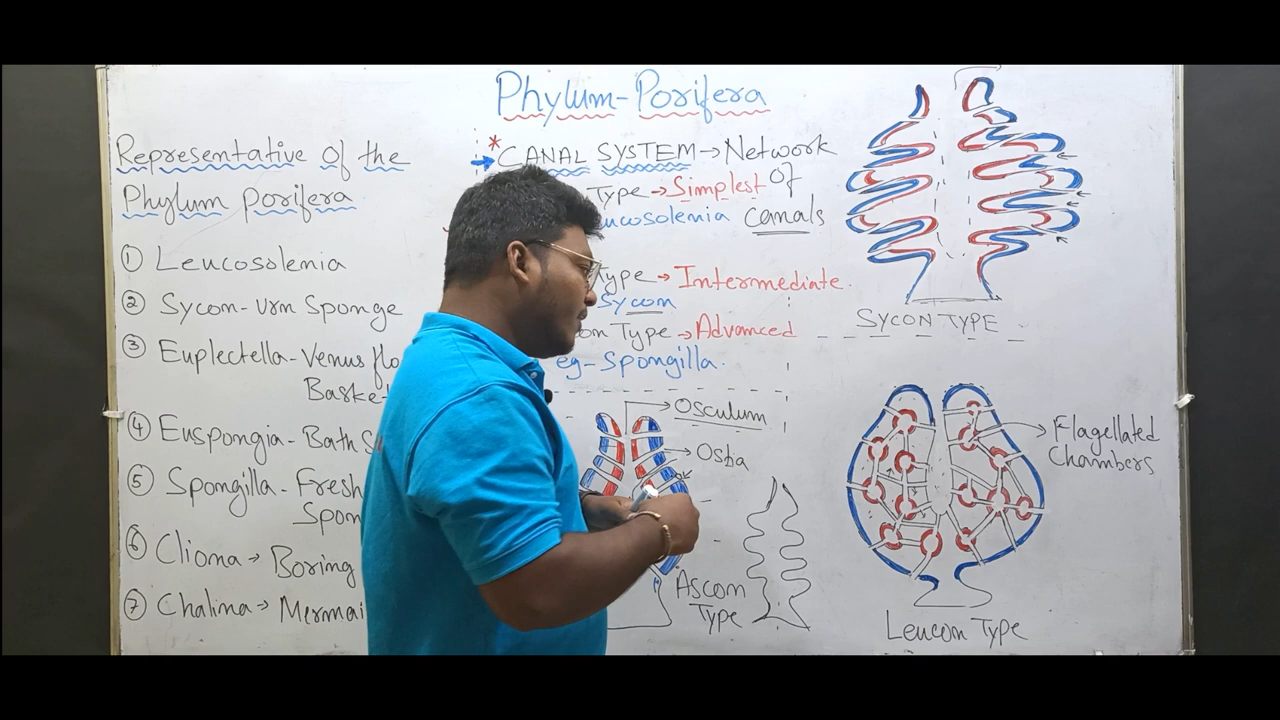 Phylum-Porifera
Representative of the
Phylum Porifera
① Leucosolenia
② Sycon-urn Sponge
③ Euplectella-Venus flo
Baske
④ Euspongia-Bath S
⑤ Spongilla-Fresh
Spon
⑥ Cliona→Boring
⑦ Chalina→Mermai
*CANAL SYSTEM→Network
of
canals
Type→Simplest
ucosolenia
Type→Intermediate.
Sycon
on Type→Advanced
eg-Spongilla.
Osculum
Ostia
Ascon
Type
SYCON TYPE
Flagellated
Chambers
Leucon Type